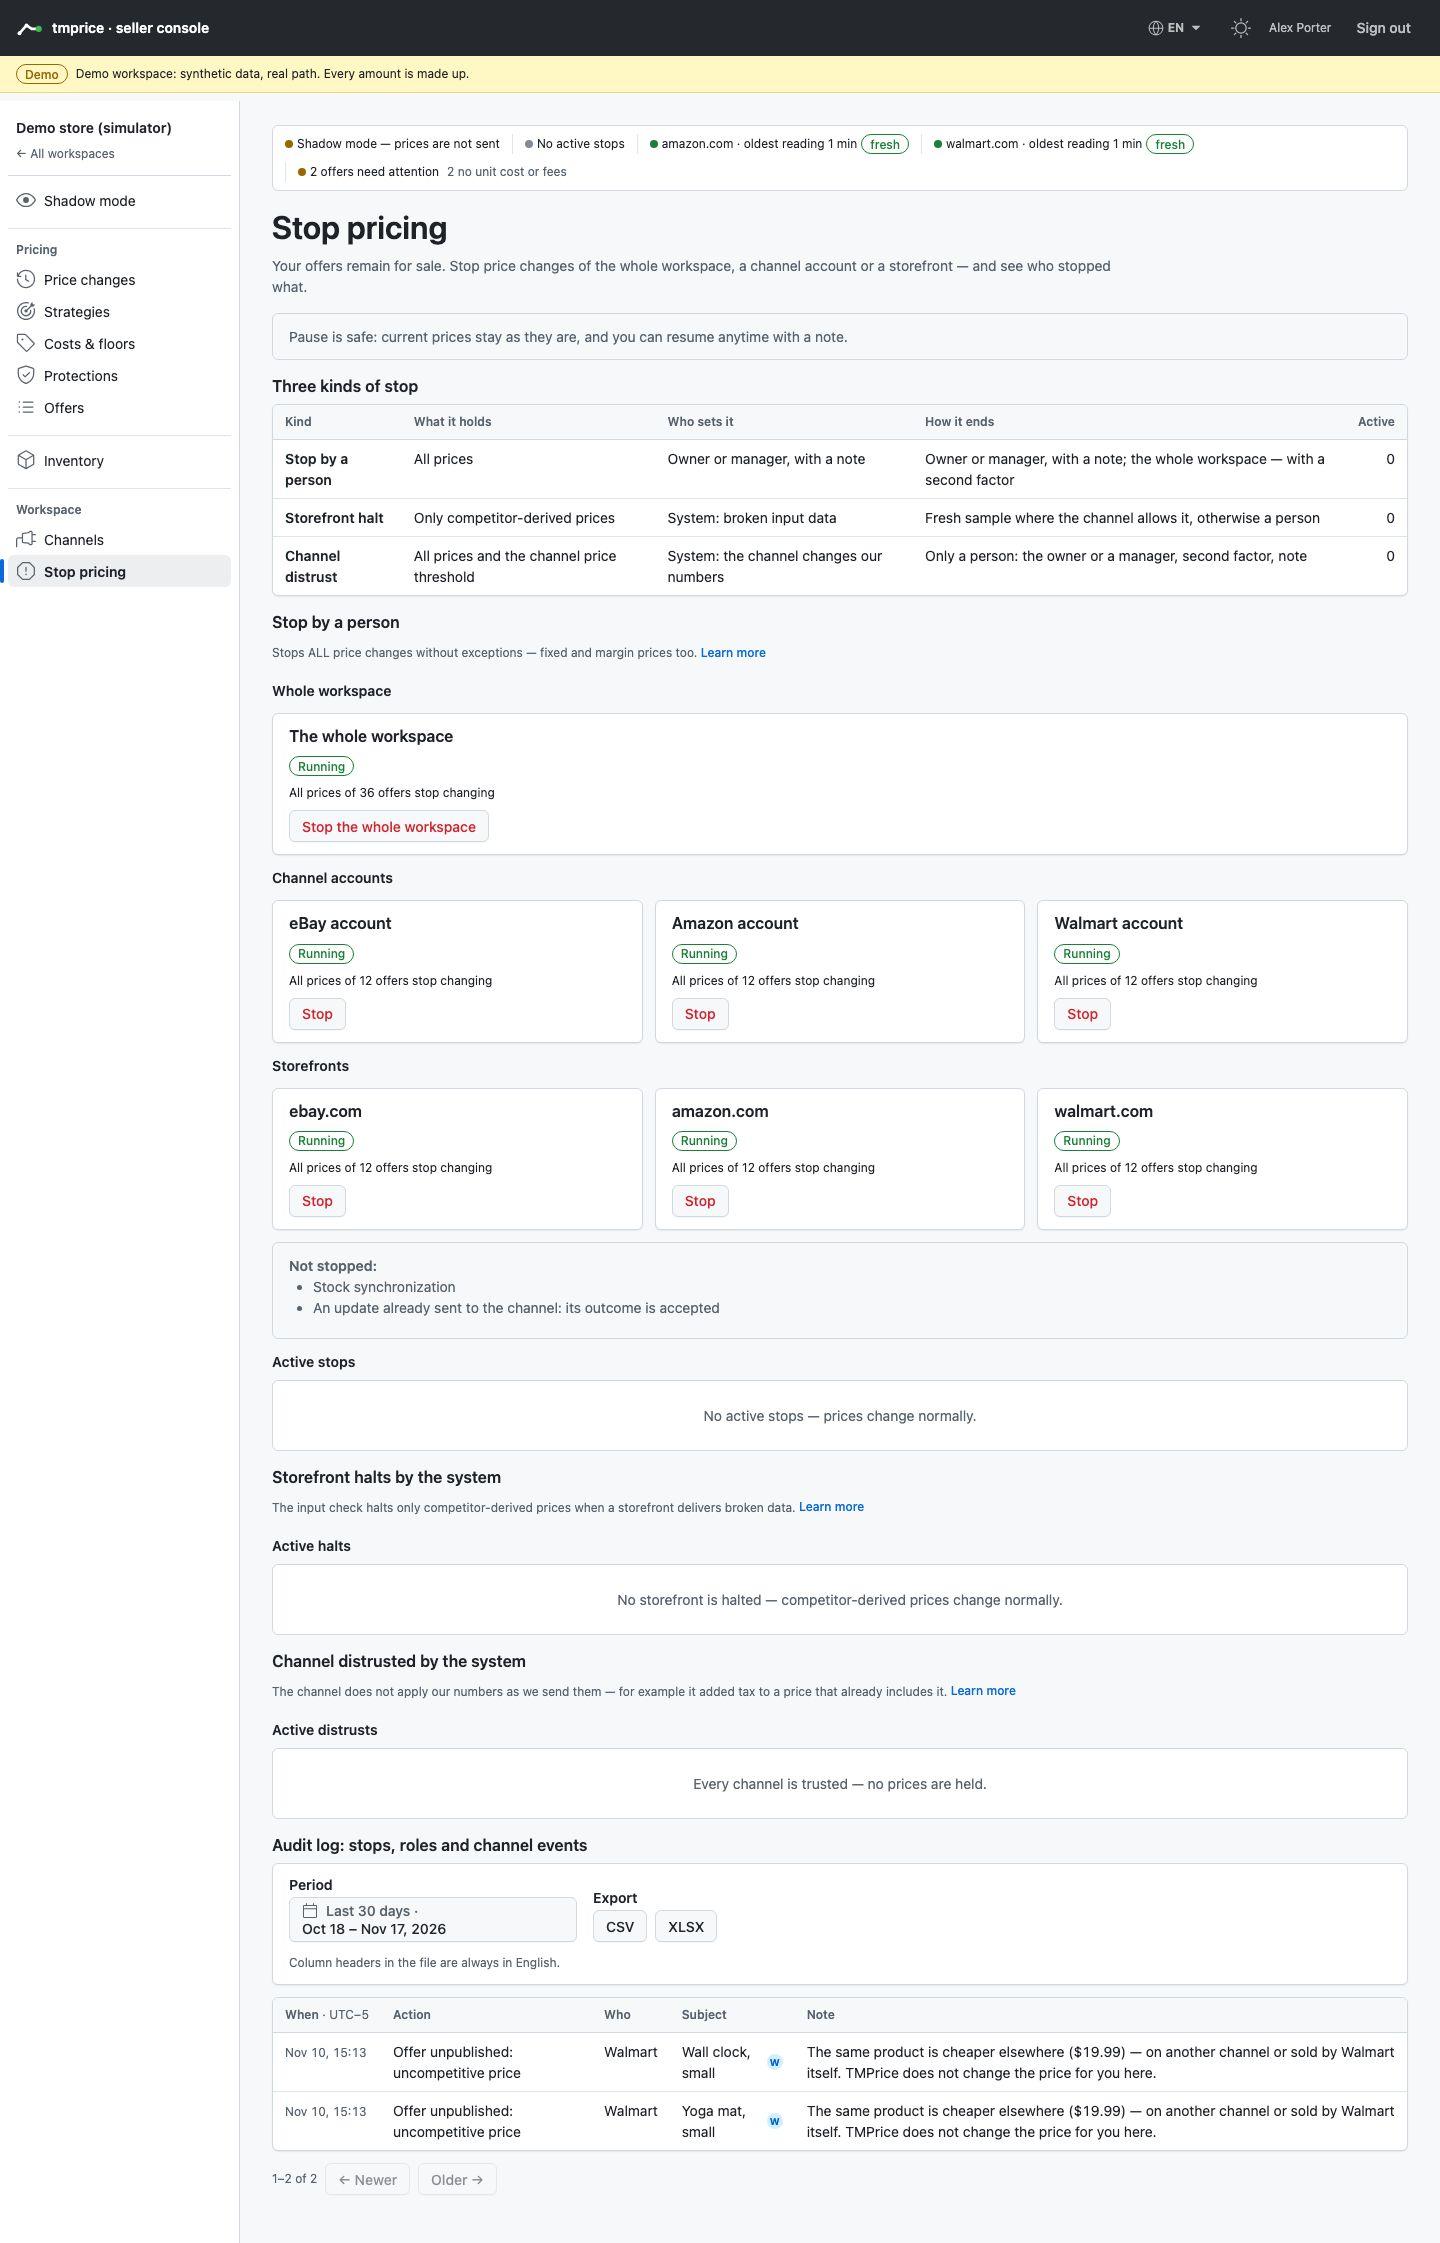 tmprice · seller console
EN
Alex Porter
Sign out
Demo
Demo workspace: synthetic data, real path. Every amount is made up.
Demo store (simulator)
← All workspaces
Shadow mode
Pricing
Price changes
Strategies
Costs & floors
Protections
Offers
Inventory
Workspace
Channels
Stop pricing
Shadow mode — prices are not sent
No active stops
amazon.com · oldest reading 1 min fresh
walmart.com · oldest reading 1 min fresh
2 offers need attention 2 no unit cost or fees
Stop pricing
Your offers remain for sale. Stop price changes of the whole workspace, a channel account or a storefront — and see who stopped
what.
Pause is safe: current prices stay as they are, and you can resume anytime with a note.
Three kinds of stop
Kind What it holds Who sets it How it ends Active
Stop by a person All prices Owner or manager, with a note Owner or manager, with a note; the whole workspace — with a second factor 0
Storefront halt Only competitor-derived prices System: broken input data Fresh sample where the channel allows it, otherwise a person 0
Channel distrust All prices and the channel price threshold System: the channel changes our numbers Only a person: the owner or a manager, second factor, note 0
Stop by a person
Stops ALL price changes without exceptions — fixed and margin prices too. Learn more
Whole workspace
The whole workspace
Running
All prices of 36 offers stop changing
Stop the whole workspace
Channel accounts
eBay account
Running
All prices of 12 offers stop changing
Stop
Amazon account
Running
All prices of 12 offers stop changing
Stop
Walmart account
Running
All prices of 12 offers stop changing
Stop
Storefronts
ebay.com
Running
All prices of 12 offers stop changing
Stop
amazon.com
Running
All prices of 12 offers stop changing
Stop
walmart.com
Running
All prices of 12 offers stop changing
Stop
Not stopped:
• Stock synchronization
• An update already sent to the channel: its outcome is accepted
Active stops
No active stops — prices change normally.
Storefront halts by the system
The input check halts only competitor-derived prices when a storefront delivers broken data. Learn more
Active halts
No storefront is halted — competitor-derived prices change normally.
Channel distrusted by the system
The channel does not apply our numbers as we send them — for example it added tax to a price that already includes it. Learn more
Active distrusts
Every channel is trusted — no prices are held.
Audit log: stops, roles and channel events
Period
Last 30 days ·
Oct 18 – Nov 17, 2026
Export
CSV
XLSX
Column headers in the file are always in English.
When · UTC−5 Action Who Subject Note
Nov 10, 15:13 Offer unpublished: uncompetitive price Walmart Wall clock, small W The same product is cheaper elsewhere ($19.99) — on another channel or sold by Walmart itself. TMPrice does not change the price for you here.
Nov 10, 15:13 Offer unpublished: uncompetitive price Walmart Yoga mat, small W The same product is cheaper elsewhere ($19.99) — on another channel or sold by Walmart itself. TMPrice does not change the price for you here.
1–2 of 2
← Newer
Older →